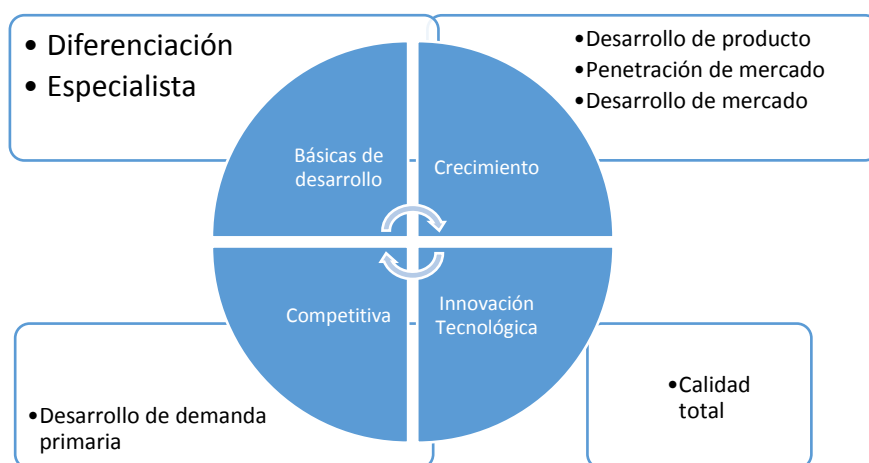 • Diferenciación
• Especialista
•Desarrollo de producto
•Penetración de mercado
•Desarrollo de mercado
Básicas de
desarrollo
Crecimiento
Competitiva
Innovación
Tecnológica
•Desarrollo de demanda
primaria
•Calidad
total